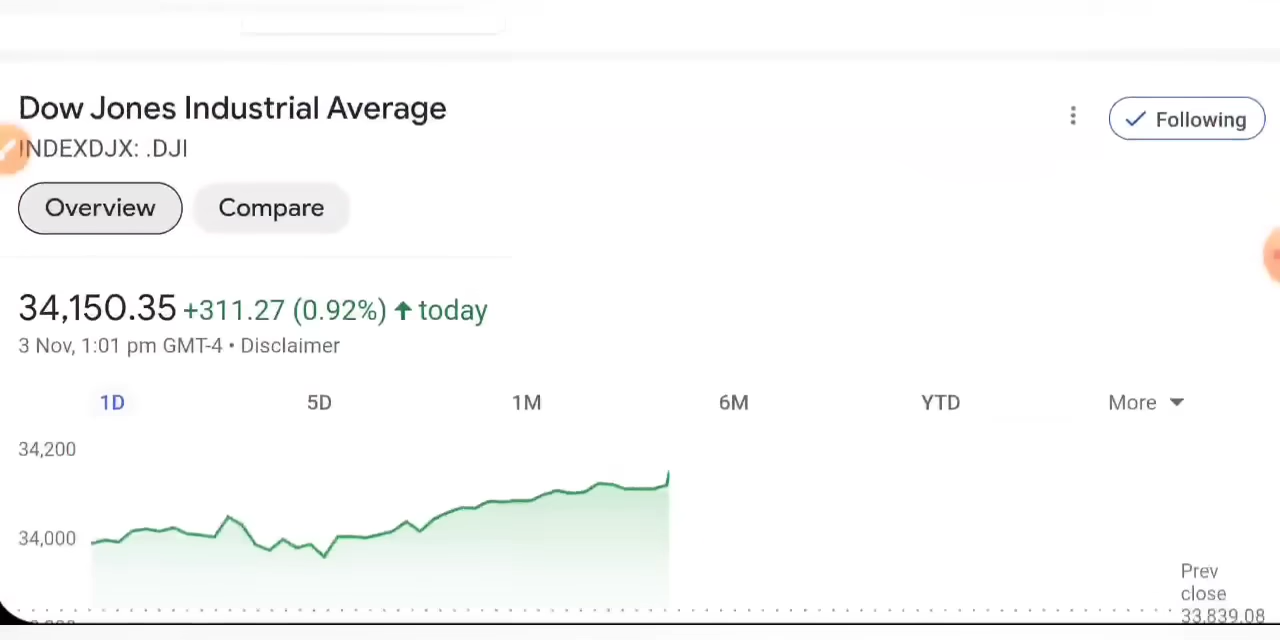 Dow Jones Industrial Average
Following
INDEXDJX: .DJI
Overview Compare
34,150.35 +311.27 (0.92%) ↑ today
3 Nov, 1:01 pm GMT-4 • Disclaimer
1D 5D 1M 6M YTD More
34,200
34,000
Prev
close
33,839.08